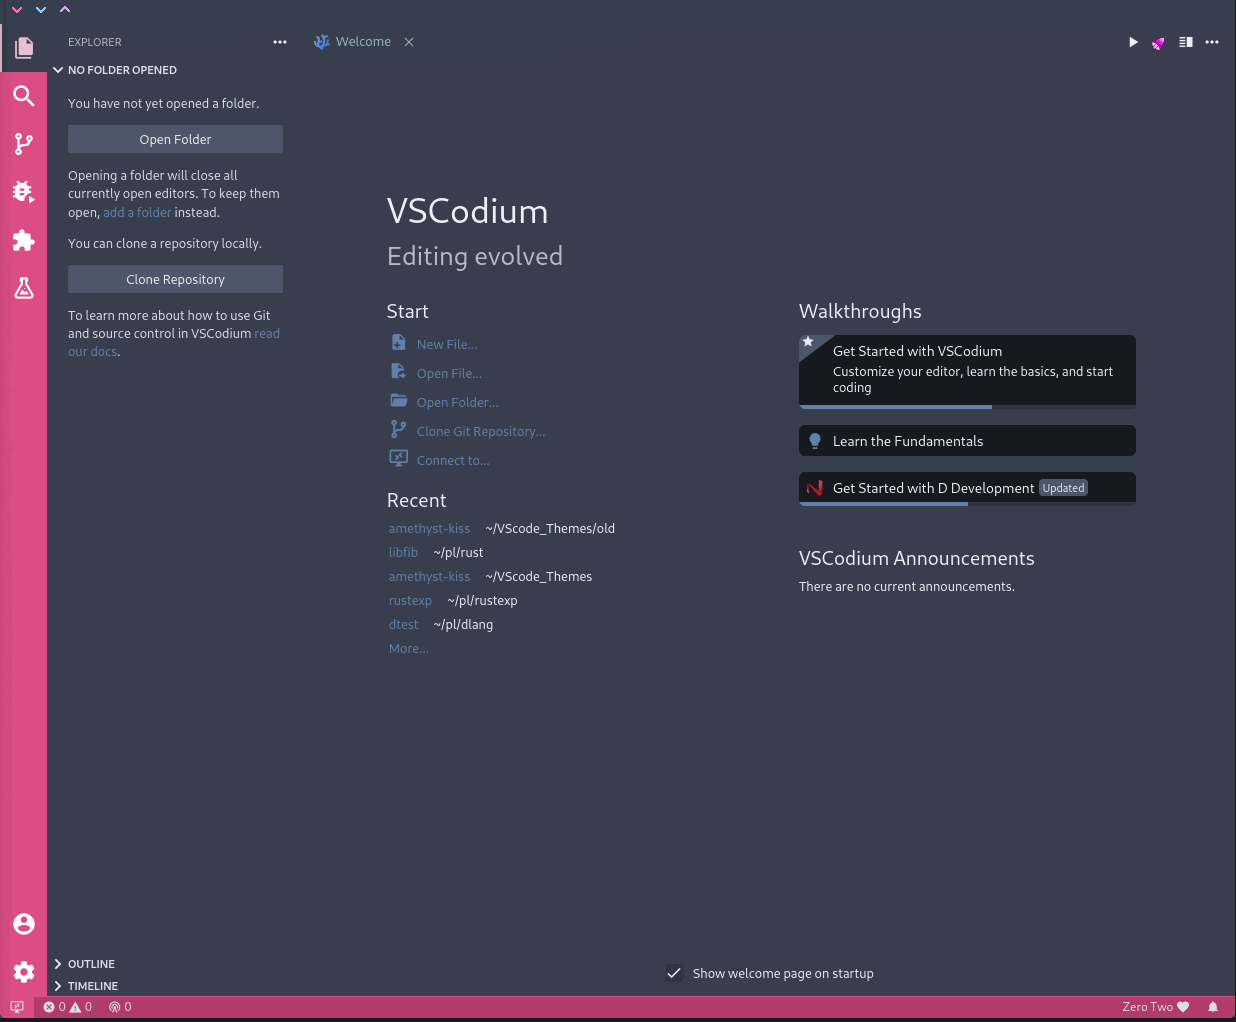 EXPLORER
Welcome
NO FOLDER OPENED
You have not yet opened a folder.
Open Folder
Opening a folder will close all
currently open editors. To keep them
open, add a folder instead.
You can clone a repository locally.
Clone Repository
To learn more about how to use Git
and source control in VSCodium read
our docs.
OUTLINE
TIMELINE
VSCodium
Editing evolved
Start
New File...
Open File...
Open Folder...
Clone Git Repository...
Connect to...
Recent
amethyst-kiss ~/VScode_Themes/old
libfib ~/pl/rust
amethyst-kiss ~/VScode_Themes
rustexp ~/pl/rustexp
dtest ~/pl/dlang
More...
Walkthroughs
Get Started with VSCodium
Customize your editor, learn the basics, and start
coding
Learn the Fundamentals
Get Started with D Development Updated
VSCodium Announcements
There are no current announcements.
Show welcome page on startup
0 0 0
Zero Two